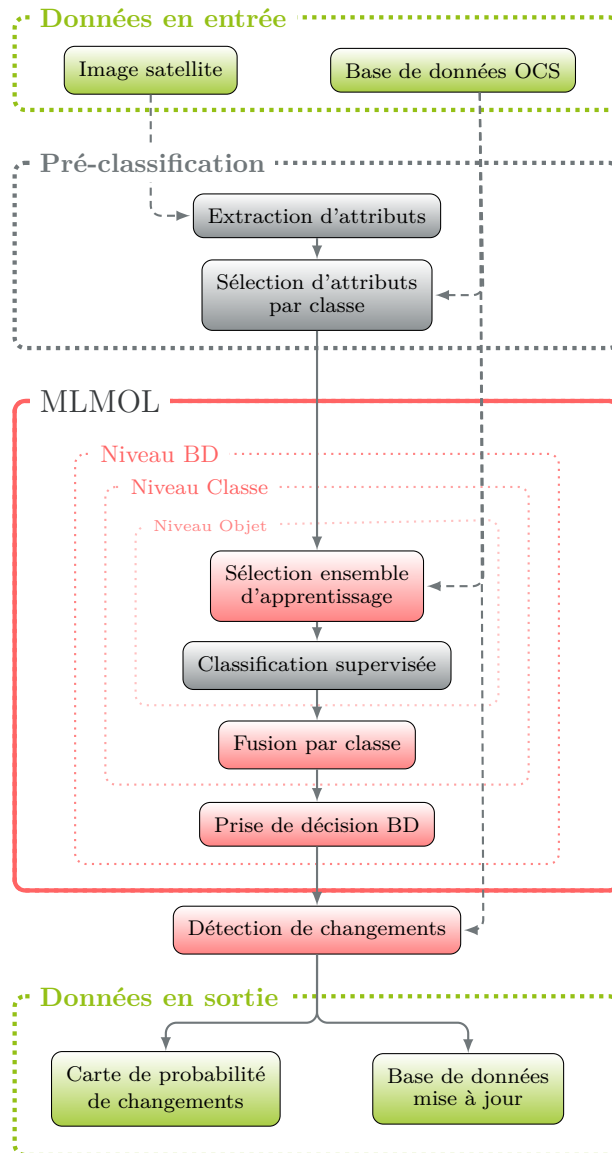 Données en entrée
Image satellite
Base de données OCS
Pré-classification
Extraction d'attributs
Sélection d'attributs
par classe
MLMOL
Niveau BD
Niveau Classe
Niveau Objet
Sélection ensemble
d'apprentissage
Classification supervisée
Fusion par classe
Prise de décision BD
Détection de changements
Données en sortie
Carte de probabilité
de changements
Base de données
mise à jour